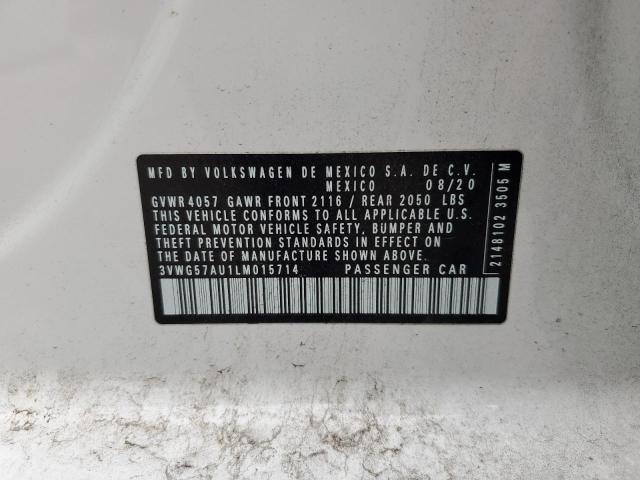 MFD BY VOLKSWAGEN DE MEXICO S.A. DE C.V.
MEXICO 08/20
GVWR 4057 GAWR FRONT 2116 / REAR 2050 LBS
THIS VEHICLE CONFORMS TO ALL APPLICABLE U.S.
FEDERAL MOTOR VEHICLE SAFETY, BUMPER AND
THEFT PREVENTION STANDARDS IN EFFECT ON
THE DATE OF MANUFACTURE SHOWN ABOVE
3VWG57AU1LM015714 PASSENGER CAR
2148102 3505 M